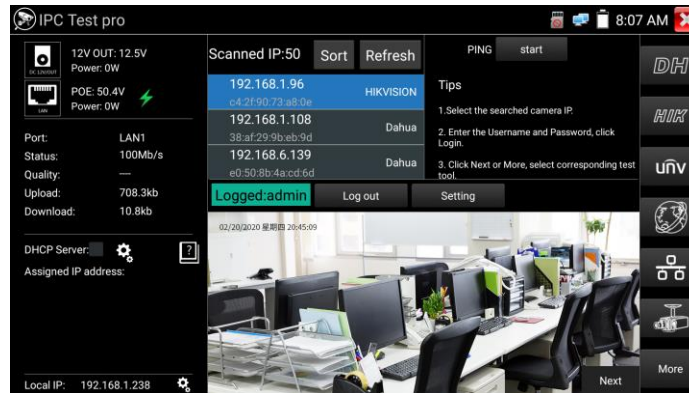 IPC Test pro
8:07 AM
12V OUT: 12.5V
Power: 0W
DC 12V/OUT
POE: 50.4V
Power: 0W
LAN
Port: LAN1
Status: 100Mb/s
Quality: —
Upload: 708.3kb
Download: 10.8kb
DHCP Server:
?
Assigned IP address:
Local IP: 192.168.1.238
Scanned IP:50 Sort Refresh
192.168.1.96
c4:2f:90:73:a8:0e
HIKVISION
192.168.1.108
38:af:29:9b:eb:9d
Dahua
192.168.6.139
e0:50:8b:4a:cd:6d
Dahua
PING start
Tips
1.Select the searched camera IP.
2. Enter the Username and Password, click
Login.
3. Click Next or More, select corresponding test
tool.
Logged:admin Log out Setting
02/20/2020 星期四 20:45:09
Next
DH
HIK
unv
More